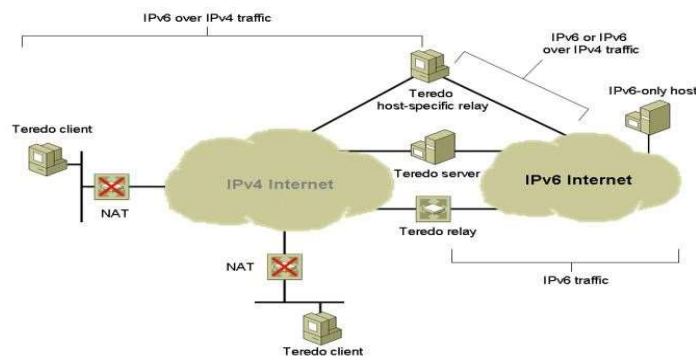 IPv6 over IPv4 traffic
IPv6 or IPv6
over IPv4 traffic
IPv6-only host
Teredo
host-specific relay
Teredo client
Teredo server
IPv4 Internet
IPv6 Internet
NAT
Teredo relay
NAT
IPv6 traffic
Teredo client